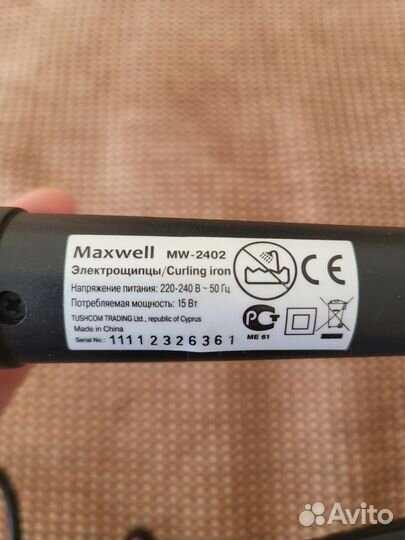 Maxwell MW-2402
Электрощипцы/Curling iron
Напряжение питания: 220-240 В ~ 50 Гц
Потребляемая мощность: 15 Вт
TUSHCOM TRADING Ltd., republic of Cyprus
Made in China
Serial No.: 11112326361
CE
РСТ
ME 61
Avito